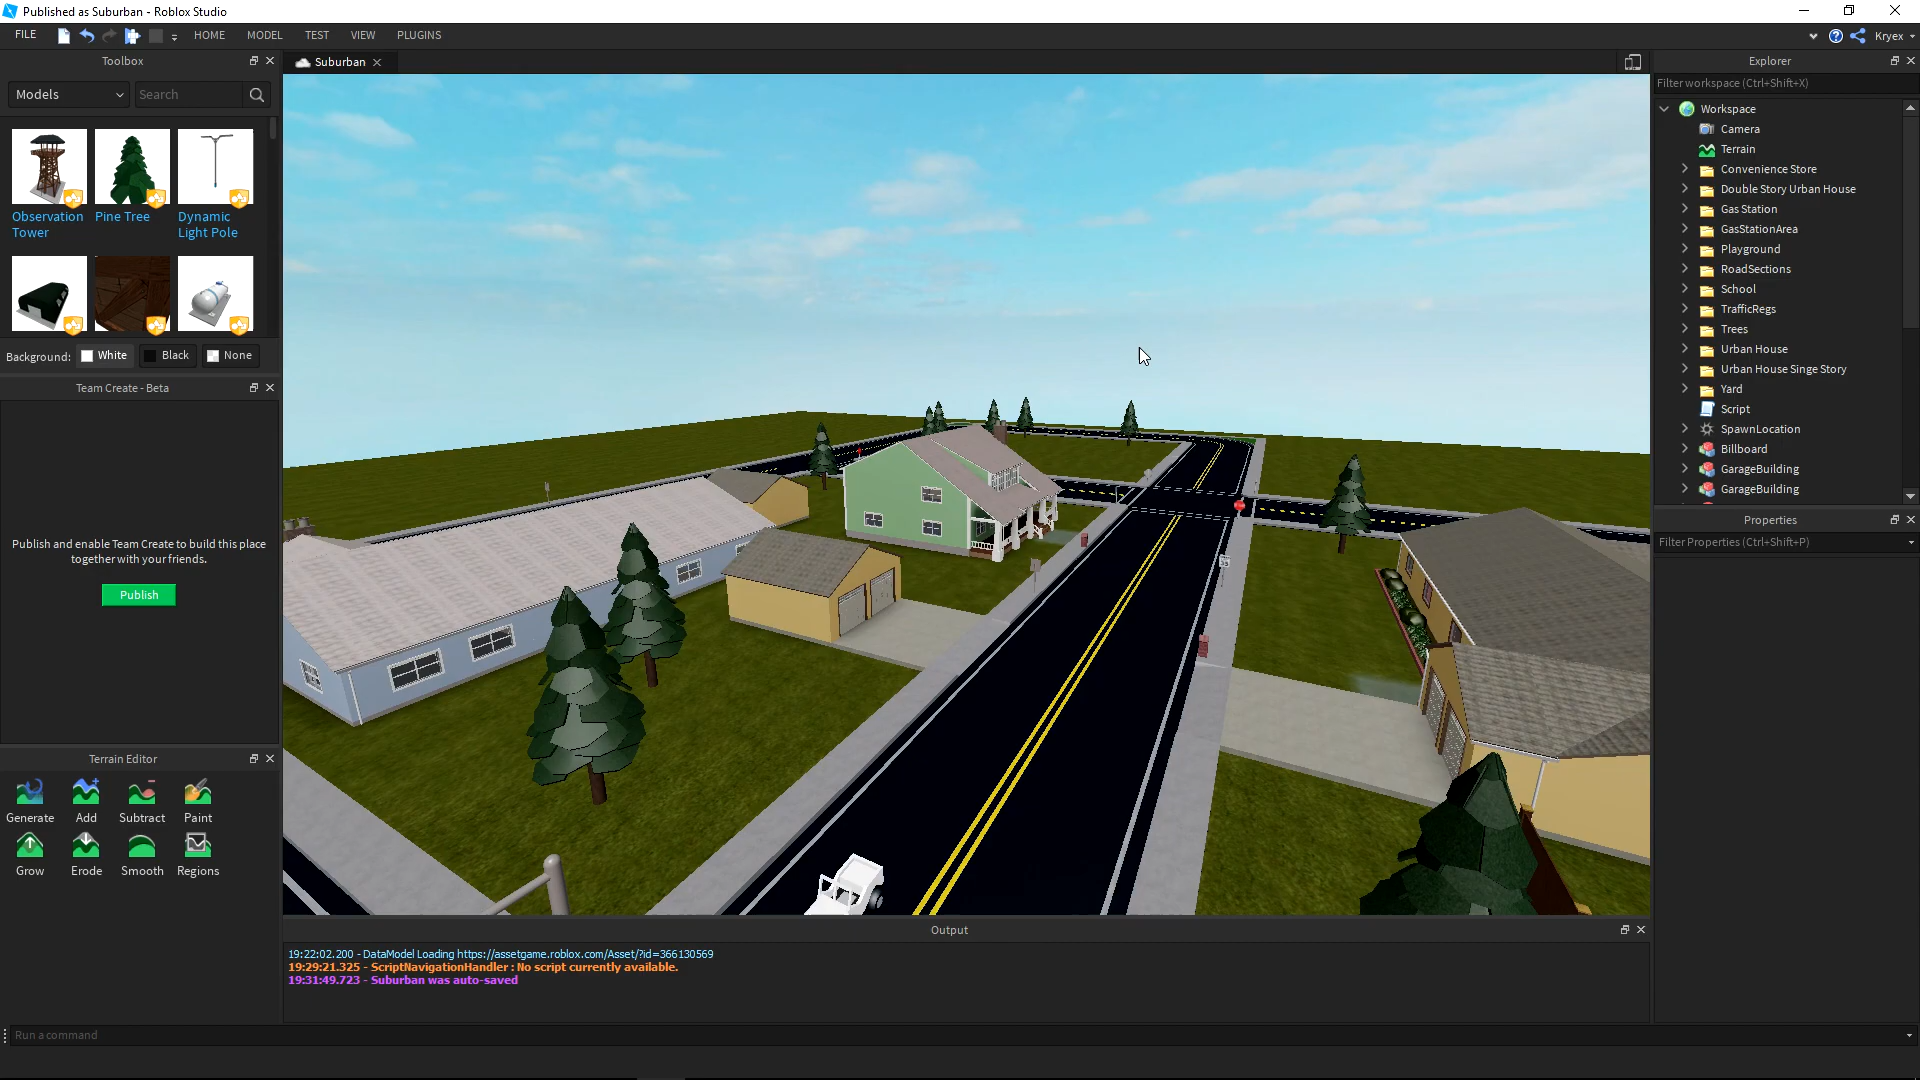 Published as Suburban - Roblox Studio
FILE
HOME
MODEL
TEST
VIEW
PLUGINS
Kryex
Toolbox
Models
Search
Observation Tower
Pine Tree
Dynamic Light Pole
Background:
White
Black
None
Team Create - Beta
Publish and enable Team Create to build this place
together with your friends.
Publish
Terrain Editor
Generate
Add
Subtract
Paint
Grow
Erode
Smooth
Regions
Suburban
Output
19:22:02.200 - DataModel Loading https://assetgame.roblox.com/Asset/?id=366130569
19:29:21.325 - ScriptNavigationHandler : No script currently available.
19:31:49.723 - Suburban was auto-saved
Run a command
Explorer
Filter workspace (Ctrl+Shift+X)
Workspace
Camera
Terrain
Convenience Store
Double Story Urban House
Gas Station
GasStationArea
Playground
RoadSections
School
TrafficRegs
Trees
Urban House
Urban House Singe Story
Yard
Script
SpawnLocation
Billboard
GarageBuilding
GarageBuilding
Properties
Filter Properties (Ctrl+Shift+P)